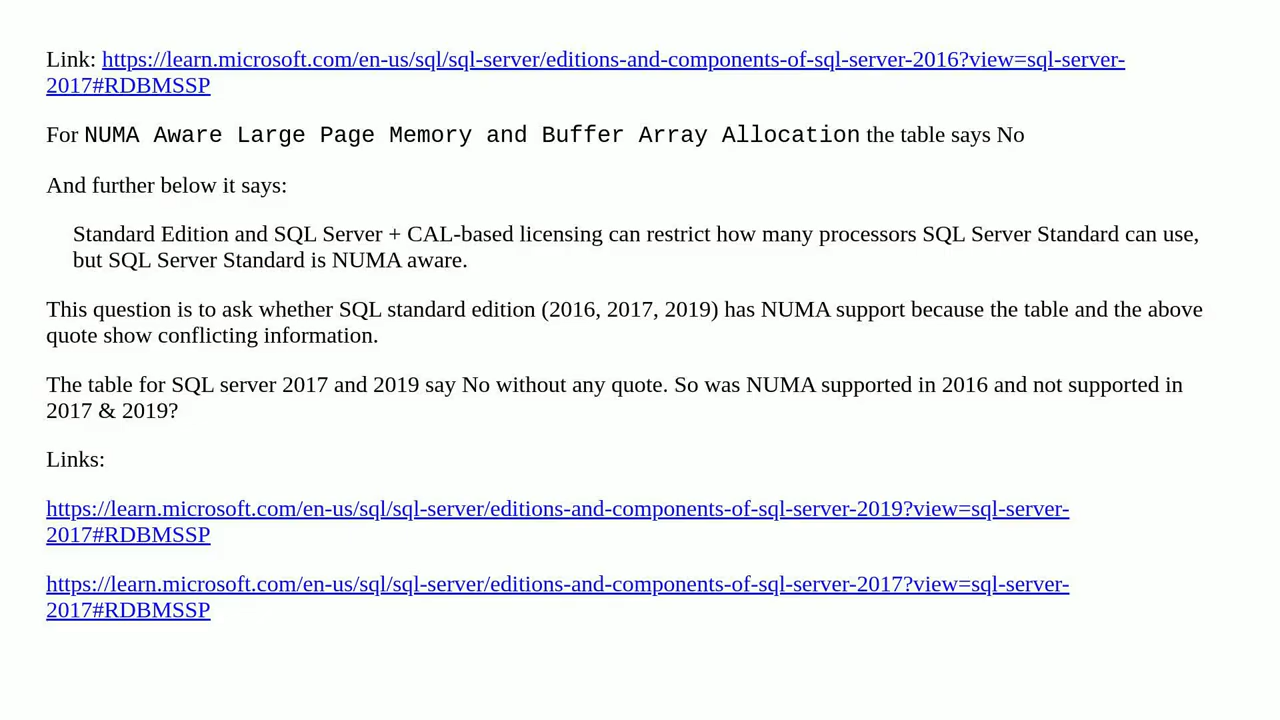 Link: https://learn.microsoft.com/en-us/sql/sql-server/editions-and-components-of-sql-server-2016?view=sql-server-
2017#RDBMSSP
For NUMA Aware Large Page Memory and Buffer Array Allocation the table says No
And further below it says:
Standard Edition and SQL Server + CAL-based licensing can restrict how many processors SQL Server Standard can use,
but SQL Server Standard is NUMA aware.
This question is to ask whether SQL standard edition (2016, 2017, 2019) has NUMA support because the table and the above
quote show conflicting information.
The table for SQL server 2017 and 2019 say No without any quote. So was NUMA supported in 2016 and not supported in
2017 & 2019?
Links:
https://learn.microsoft.com/en-us/sql/sql-server/editions-and-components-of-sql-server-2019?view=sql-server-
2017#RDBMSSP
https://learn.microsoft.com/en-us/sql/sql-server/editions-and-components-of-sql-server-2017?view=sql-server-
2017#RDBMSSP